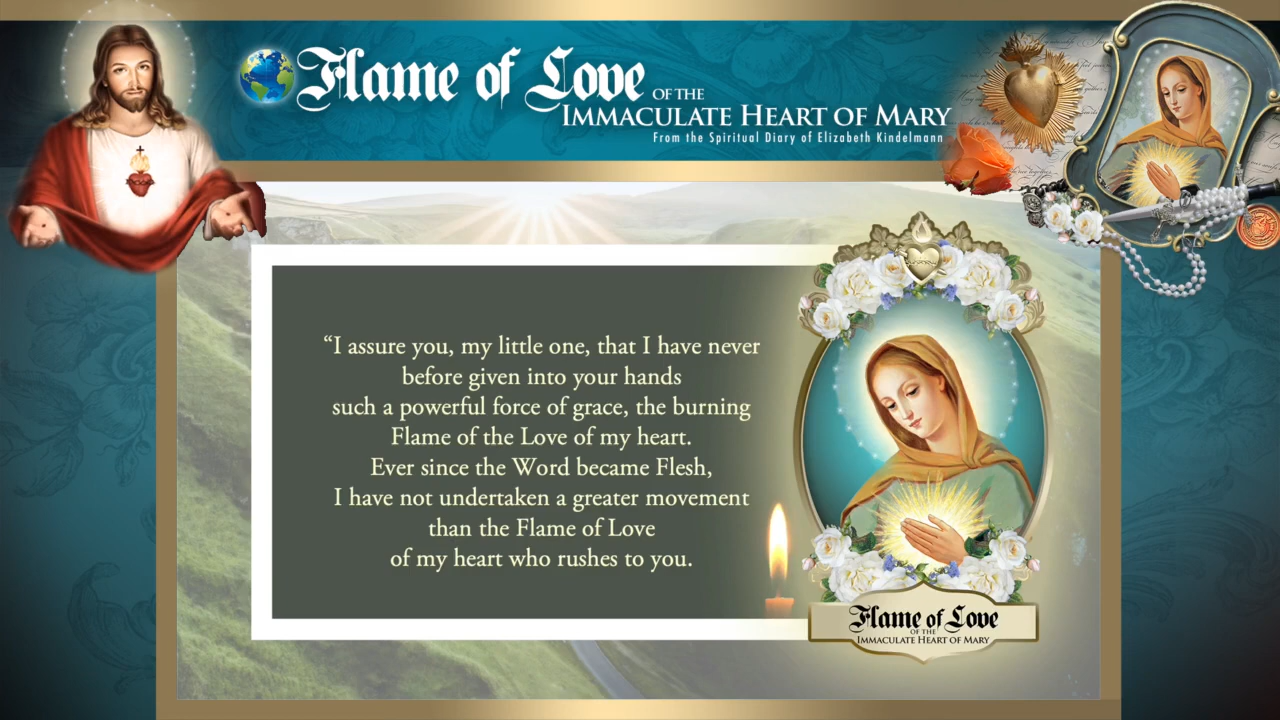 Flame of Love OF THE
IMMACULATE HEART OF MARY
From the Spiritual Diary of Elizabeth Kindelmann
“I assure you, my little one, that I have never
before given into your hands
such a powerful force of grace, the burning
Flame of the Love of my heart.
Ever since the Word became Flesh,
I have not undertaken a greater movement
than the Flame of Love
of my heart who rushes to you.
Flame of Love
OF THE
IMMACULATE HEART OF MARY